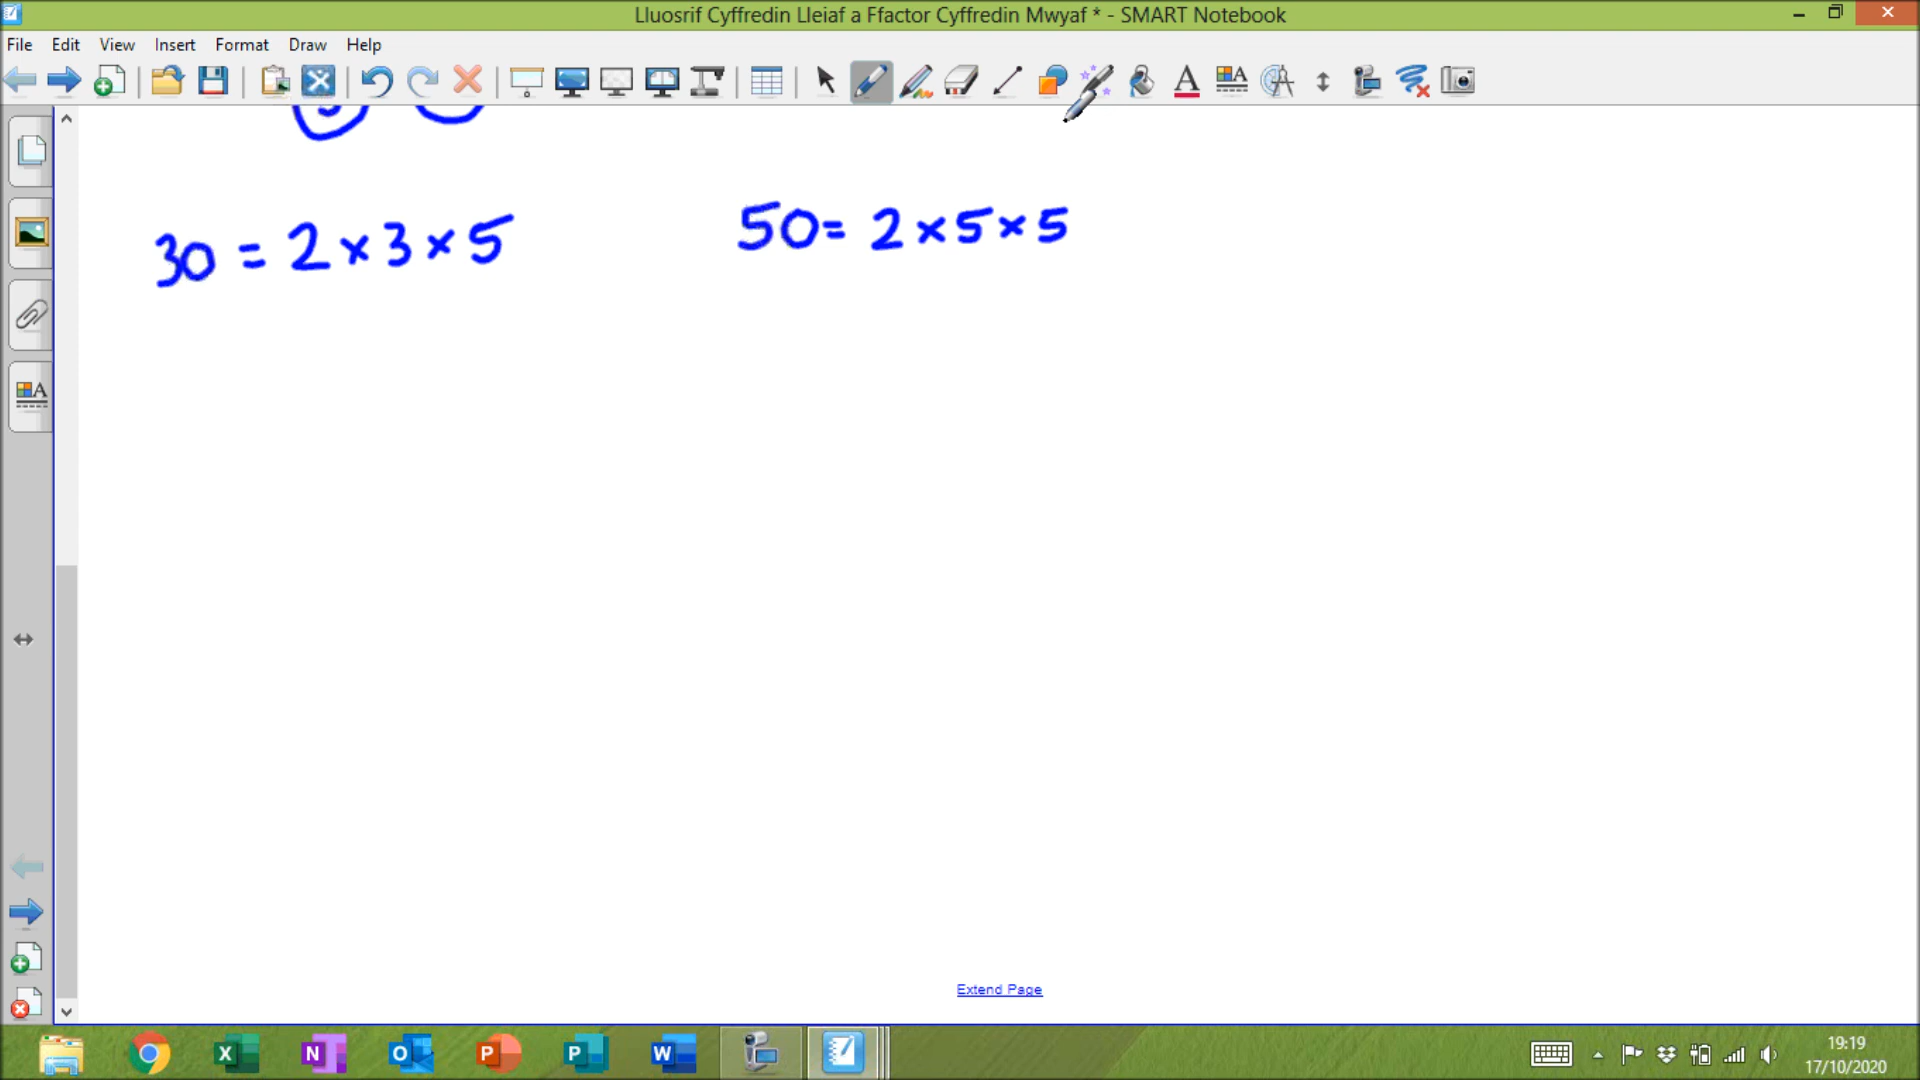 Lluosrif Cyffredin Lleiaf a Ffactor Cyffredin Mwyaf * - SMART Notebook
File Edit View Insert Format Draw Help
30 = 2 × 3 × 5
50 = 2 × 5 × 5
Extend Page
19:19
17/10/2020